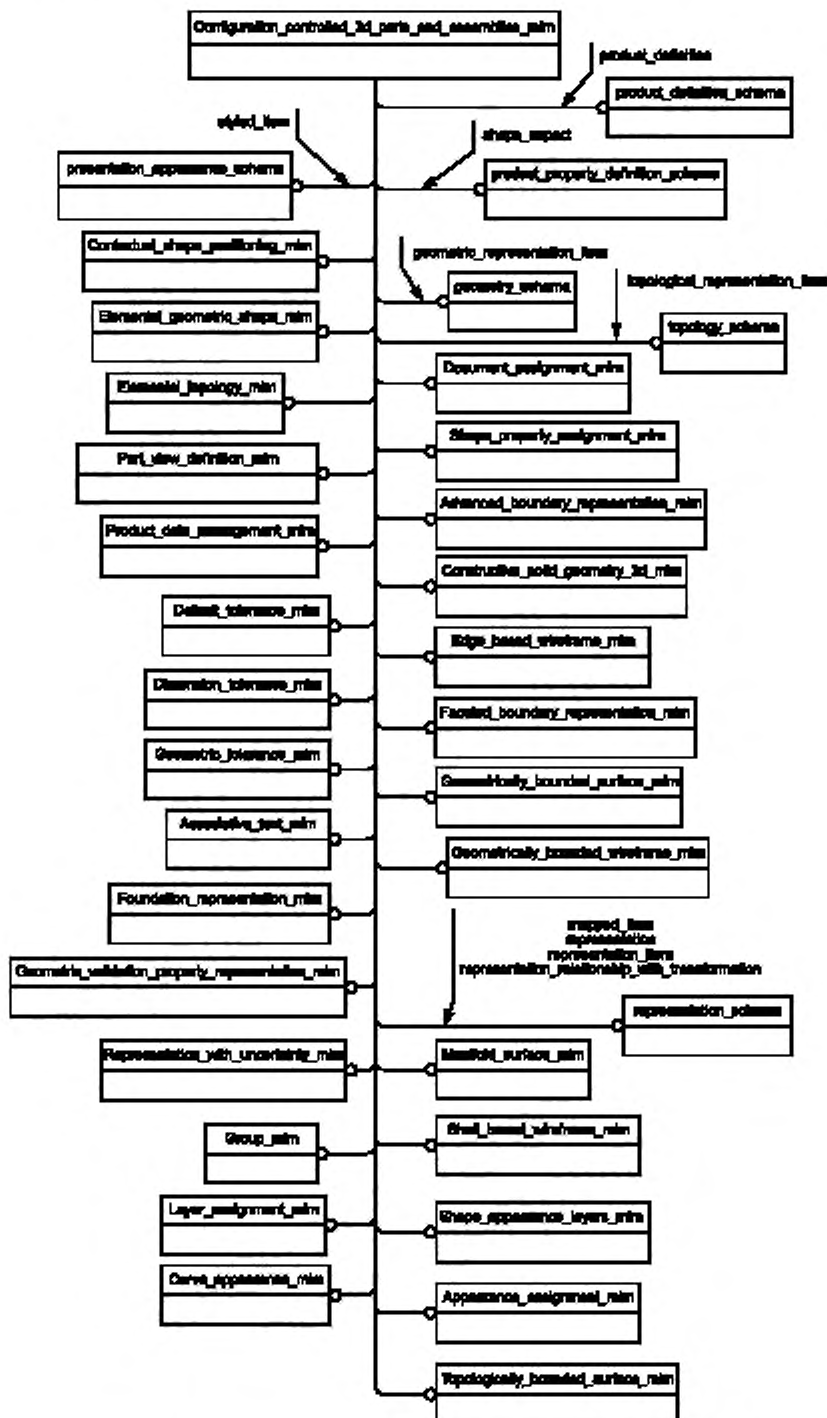 Configuration_controlled_3d_parts_and_assemblies_mim
product_definition
product_definition_schema
styled_item
shape_aspect
presentation_appearance_schema
product_property_definition_schema
Contextual_shape_positioning_mim
geometric_representation_item
geometry_schema
topological_representation_item
Elemental_geometric_shape_mim
topology_schema
Document_assignment_mim
Elemental_topology_mim
Shape_property_assignment_mim
Part_view_definition_mim
Advanced_boundary_representation_mim
Product_data_management_mim
Constructive_solid_geometry_3d_mim
Default_tolerance_mim
Edge_based_wireframe_mim
Dimension_tolerance_mim
Faceted_boundary_representation_mim
Geometric_tolerance_mim
Geometrically_bounded_surface_mim
Associative_text_mim
Geometrically_bounded_wireframe_mim
Foundation_representation_mim
mapped_item
representation
representation_item
representation_relationship_with_transformation
Geometric_validation_property_representation_mim
representation_schema
Representation_with_uncertainty_mim
Manifold_surface_mim
Shell_based_wireframe_mim
Group_mim
Layer_assignment_mim
Shape_appearance_layers_mim
Curve_appearance_mim
Appearance_assignment_mim
Topologically_bounded_surface_mim